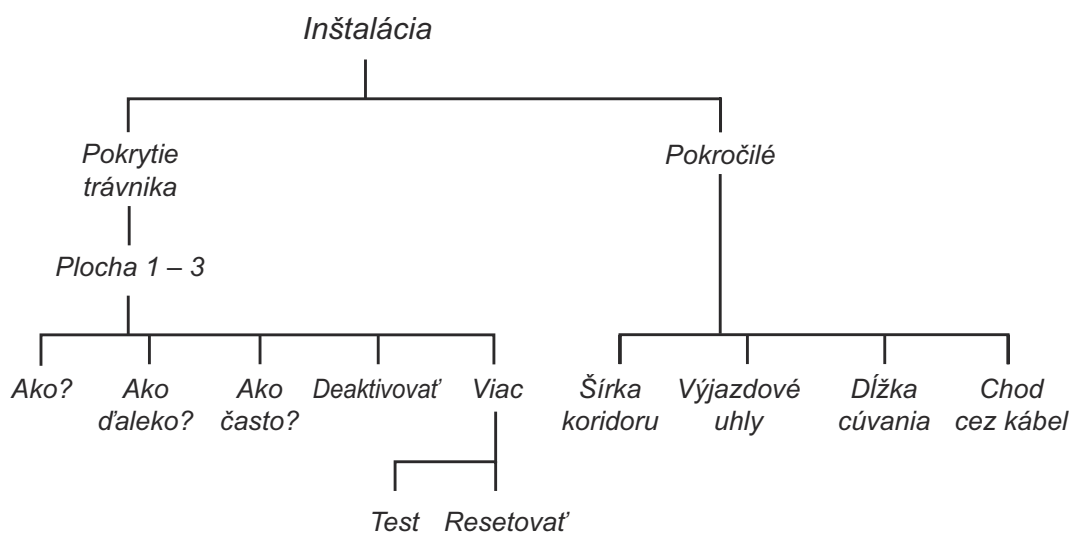 Inštalácia
Pokrytie
trávnika
Pokročilé
Plocha 1 – 3
Ako?
Ako
ďaleko?
Ako
často?
Deaktivovať
Viac
Šírka
koridoru
Výjazdové
uhly
Dĺžka
cúvania
Chod
cez kábel
Test
Resetovať